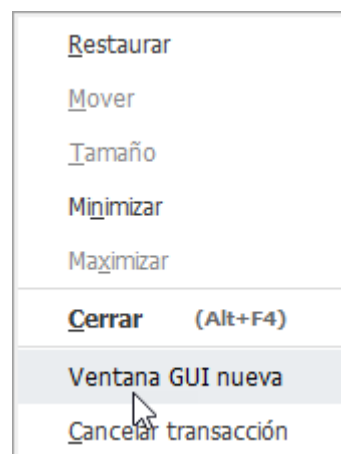 Restaurar
Mover
Tamaño
Minimizar
Maximizar
Cerrar (Alt+F4)
Ventana GUI nueva
Cancelar transacción